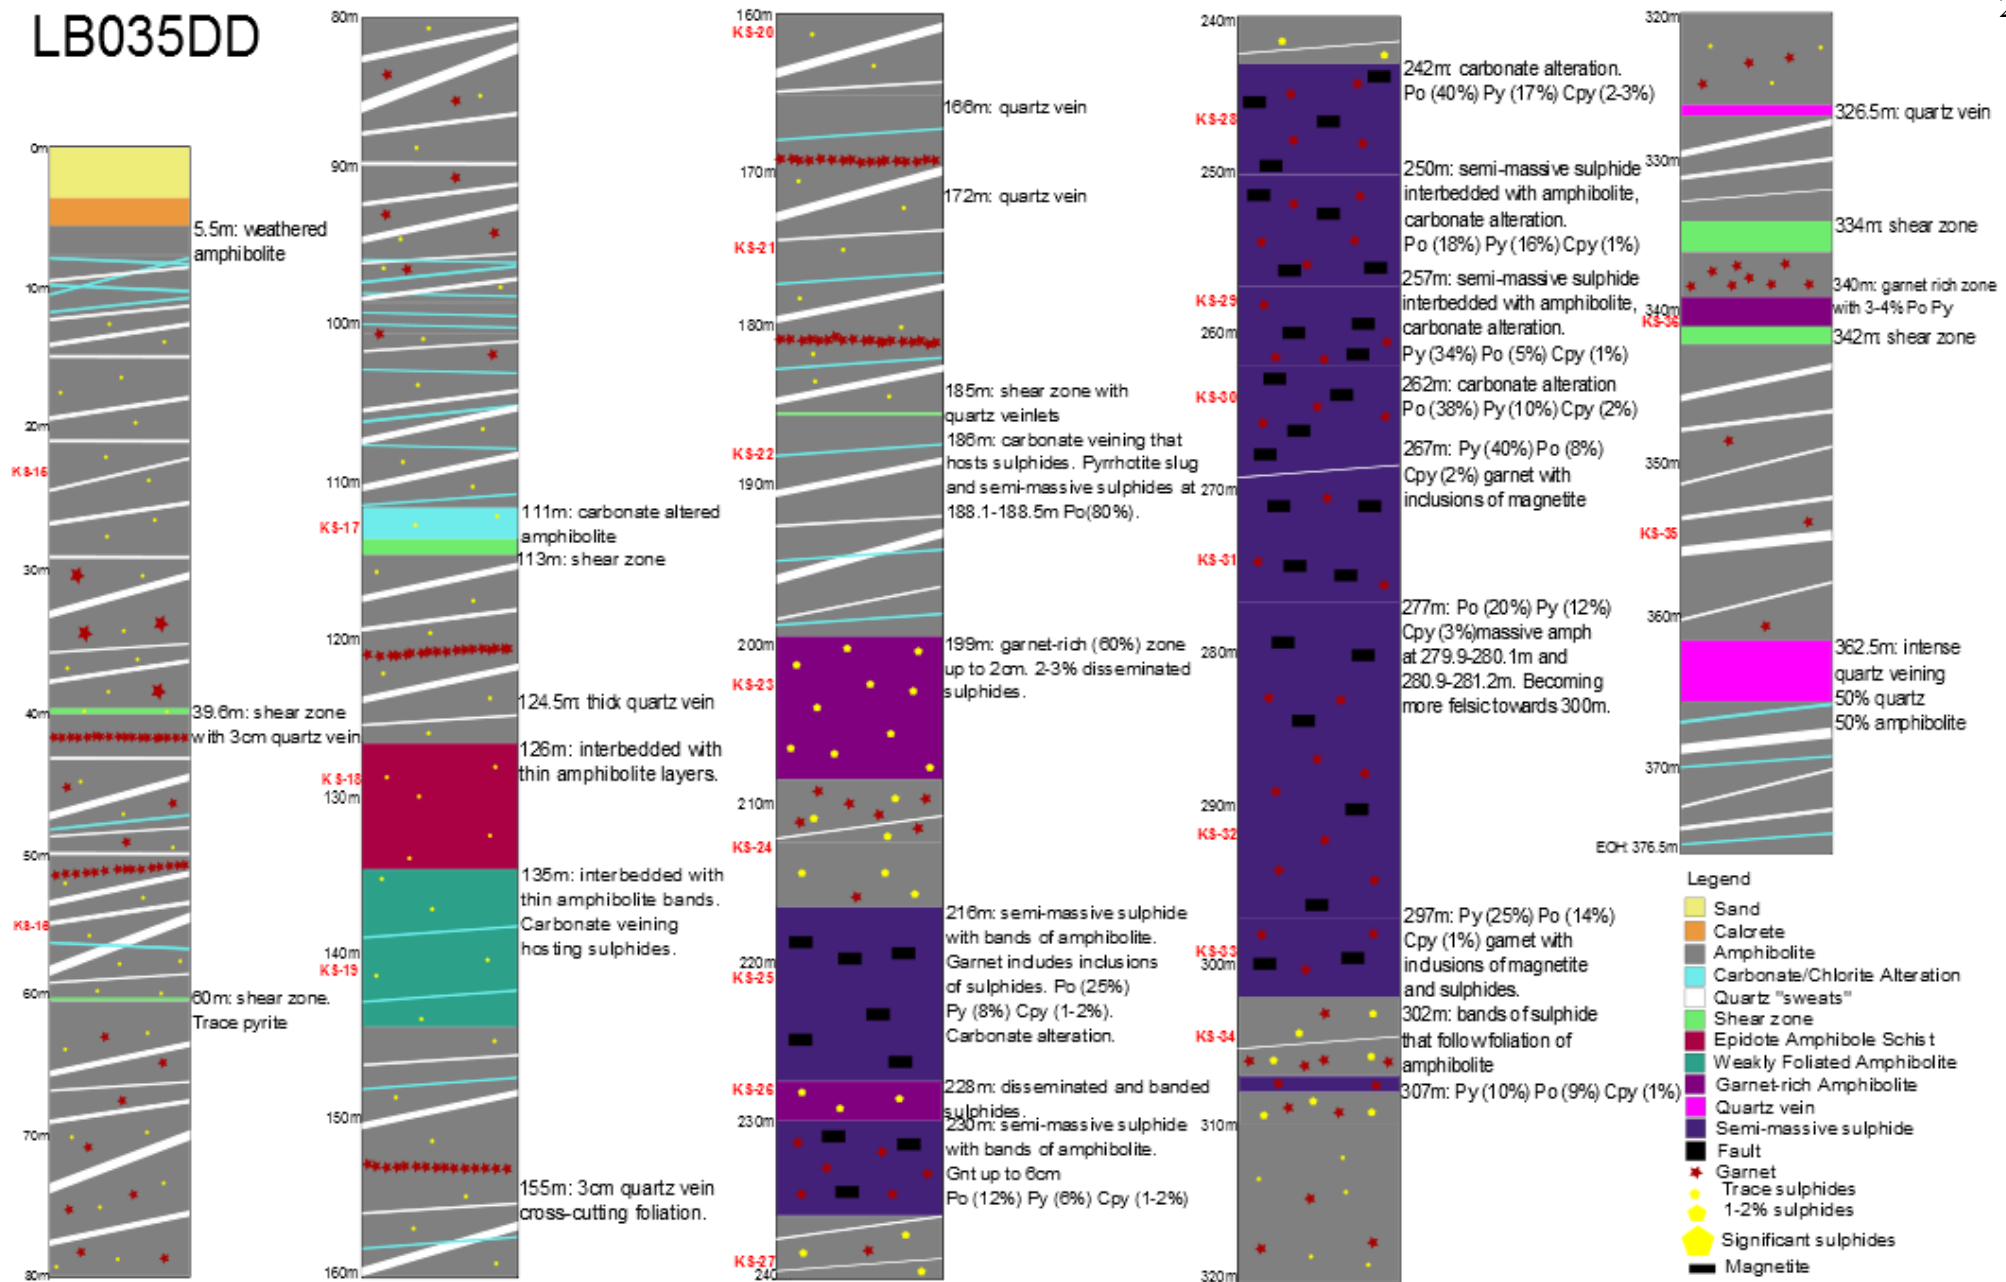 LB035DD
0m
5.5m: weathered
amphibolite
10m
20m
KS-15
30m
39.6m: shear zone
with 3cm quartz vein
40m
50m
KS-16
60m
60m: shear zone.
Trace pyrite
70m
80m
80m
90m
100m
110m
111m: carbonate altered
amphibolite
KS-17
113m: shear zone
120m
124.5m: thick quartz vein
126m: interbedded with
thin amphibolite layers.
KS-18
130m
135m: interbedded with
thin amphibolite bands.
Carbonate veining
hosting sulphides.
140m
KS-19
150m
155m: 3cm quartz vein
cross-cutting foliation.
160m
160m
KS-20
166m: quartz vein
170m
172m: quartz vein
KS-21
180m
185m: shear zone with
quartz veinlets
186m: carbonate veining that
hosts sulphides. Pyrrhotite slug
and semi-massive sulphides at
188.1-188.5m Po(80%).
KS-22
190m
199m: garnet-rich (60%) zone
up to 2cm. 2-3% disseminated
sulphides.
200m
KS-23
210m
KS-24
216m: semi-massive sulphide
with bands of amphibolite.
Garnet includes inclusions
of sulphides. Po (25%)
Py (8%) Cpy (1-2%).
Carbonate alteration.
220m
KS-25
228m: disseminated and banded
sulphides.
KS-26
230m
230m: semi-massive sulphide
with bands of amphibolite.
Gnt up to 6cm
Po (12%) Py (6%) Cpy (1-2%)
KS-27
240
240m
242m: carbonate alteration.
Po (40%) Py (17%) Cpy (2-3%)
KS-28
250m
250m: semi-massive sulphide
interbedded with amphibolite,
carbonate alteration.
Po (18%) Py (16%) Cpy (1%)
257m: semi-massive sulphide
interbedded with amphibolite,
carbonate alteration.
Py (34%) Po (5%) Cpy (1%)
KS-29
260m
262m: carbonate alteration
Po (38%) Py (10%) Cpy (2%)
KS-30
267m: Py (40%) Po (8%)
Cpy (2%) garnet with
inclusions of magnetite
270m
KS-31
277m: Po (20%) Py (12%)
Cpy (3%)massive amph
at 279.9-280.1m and
280.9-281.2m. Becoming
more felsic towards 300m.
280m
290m
KS-32
297m: Py (25%) Po (14%)
Cpy (1%) garnet with
inclusions of magnetite
and sulphides.
KS-33
300m
302m: bands of sulphide
that follow foliation of
amphibolite
KS-34
307m: Py (10%) Po (9%) Cpy (1%)
310m
320m
320m
326.5m: quartz vein
330m
334m: shear zone
340m: garnet rich zone
with 3-4% Po Py
340m
KS-36
342m: shear zone
350m
KS-35
360m
362.5m: intense
quartz veining
50% quartz
50% amphibolite
370m
EOH: 376.5m
Legend
Sand
Calcrete
Amphibolite
Carbonate/Chlorite Alteration
Quartz "sweats"
Shear zone
Epidote Amphibole Schist
Weakly Foliated Amphibolite
Garnet-rich Amphibolite
Quartz vein
Semi-massive sulphide
Fault
Garnet
Trace sulphides
1-2% sulphides
Significant sulphides
Magnetite